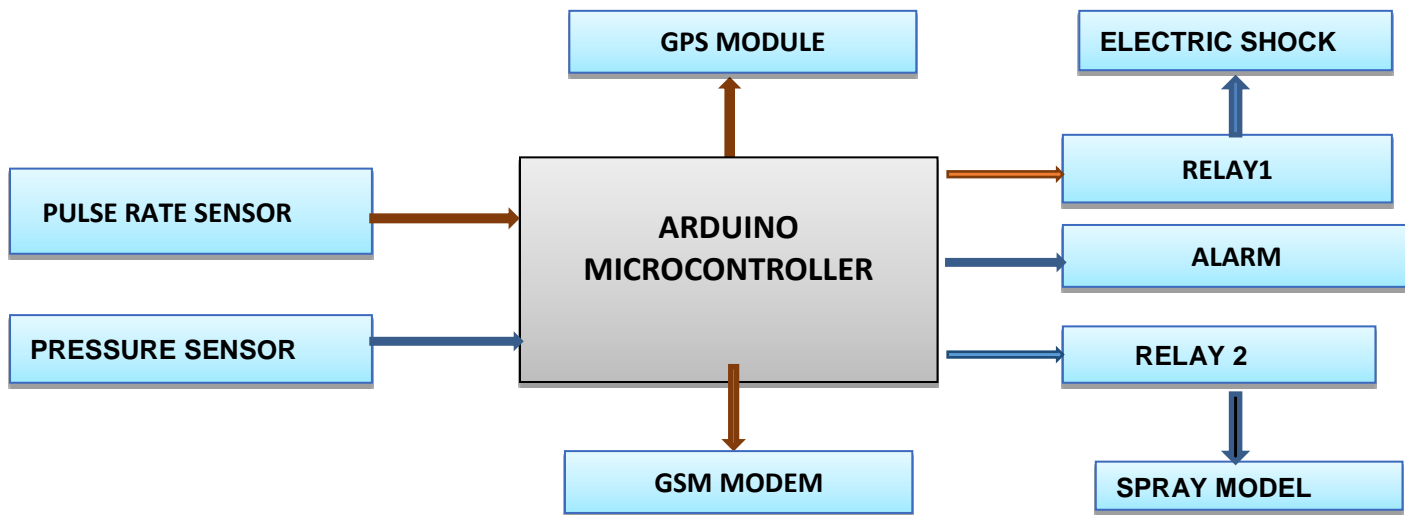 GPS MODULE
ELECTRIC SHOCK
RELAY1
PULSE RATE SENSOR
ARDUINO
MICROCONTROLLER
ALARM
PRESSURE SENSOR
RELAY 2
GSM MODEM
SPRAY MODEL